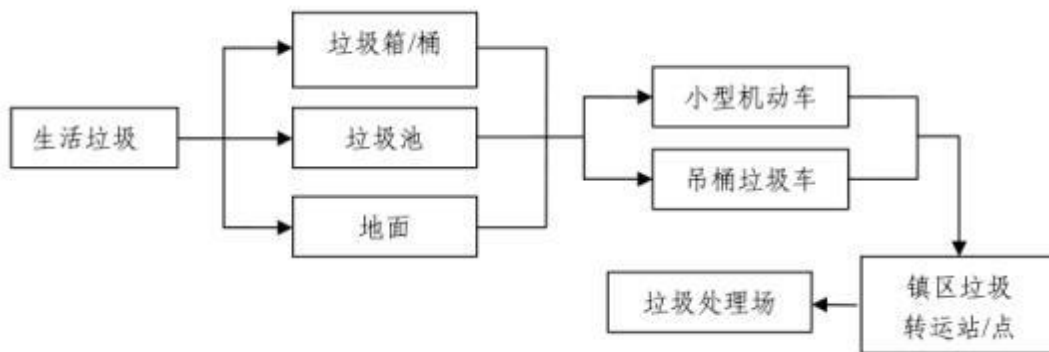 垃圾箱/桶
小型机动车
生活垃圾
垃圾池
吊桶垃圾车
地面
镇区垃圾
转运站/点
垃圾处理场